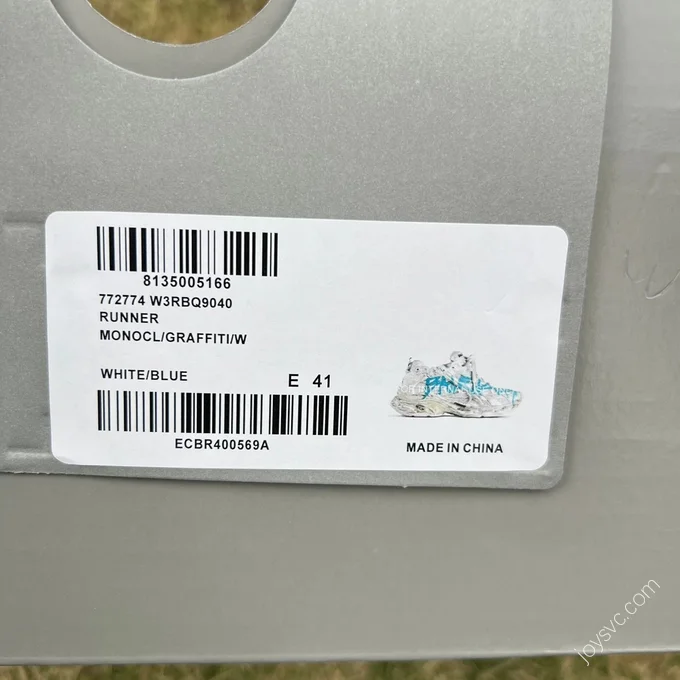 8135005166
772774 W3RBQ9040
RUNNER
MONOCL/GRAFFITI/W
WHITE/BLUE E 41
ECBR400569A
MADE IN CHINA
joysvc.com